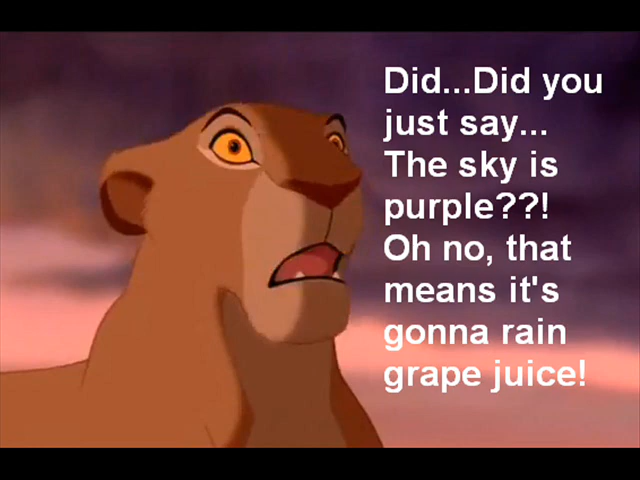 Did...Did you
just say...
The sky is
purple??!
Oh no, that
means it's
gonna rain
grape juice!